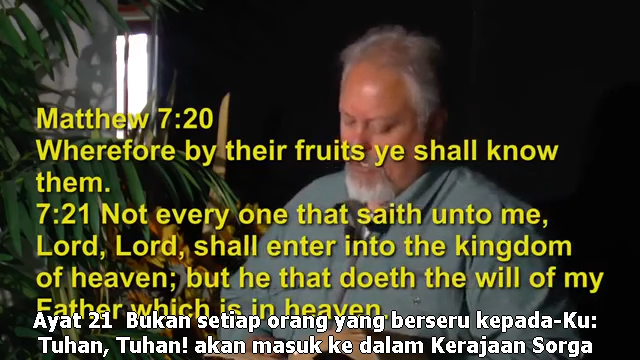 Matthew 7:20
Wherefore by their fruits ye shall know
them.
7:21 Not every one that saith unto me,
Lord, Lord, shall enter into the kingdom
of heaven; but he that doeth the will of my
Father which is in heaven.
Ayat 21 Bukan setiap orang yang berseru kepada-Ku:
Tuhan, Tuhan! akan masuk ke dalam Kerajaan Sorga